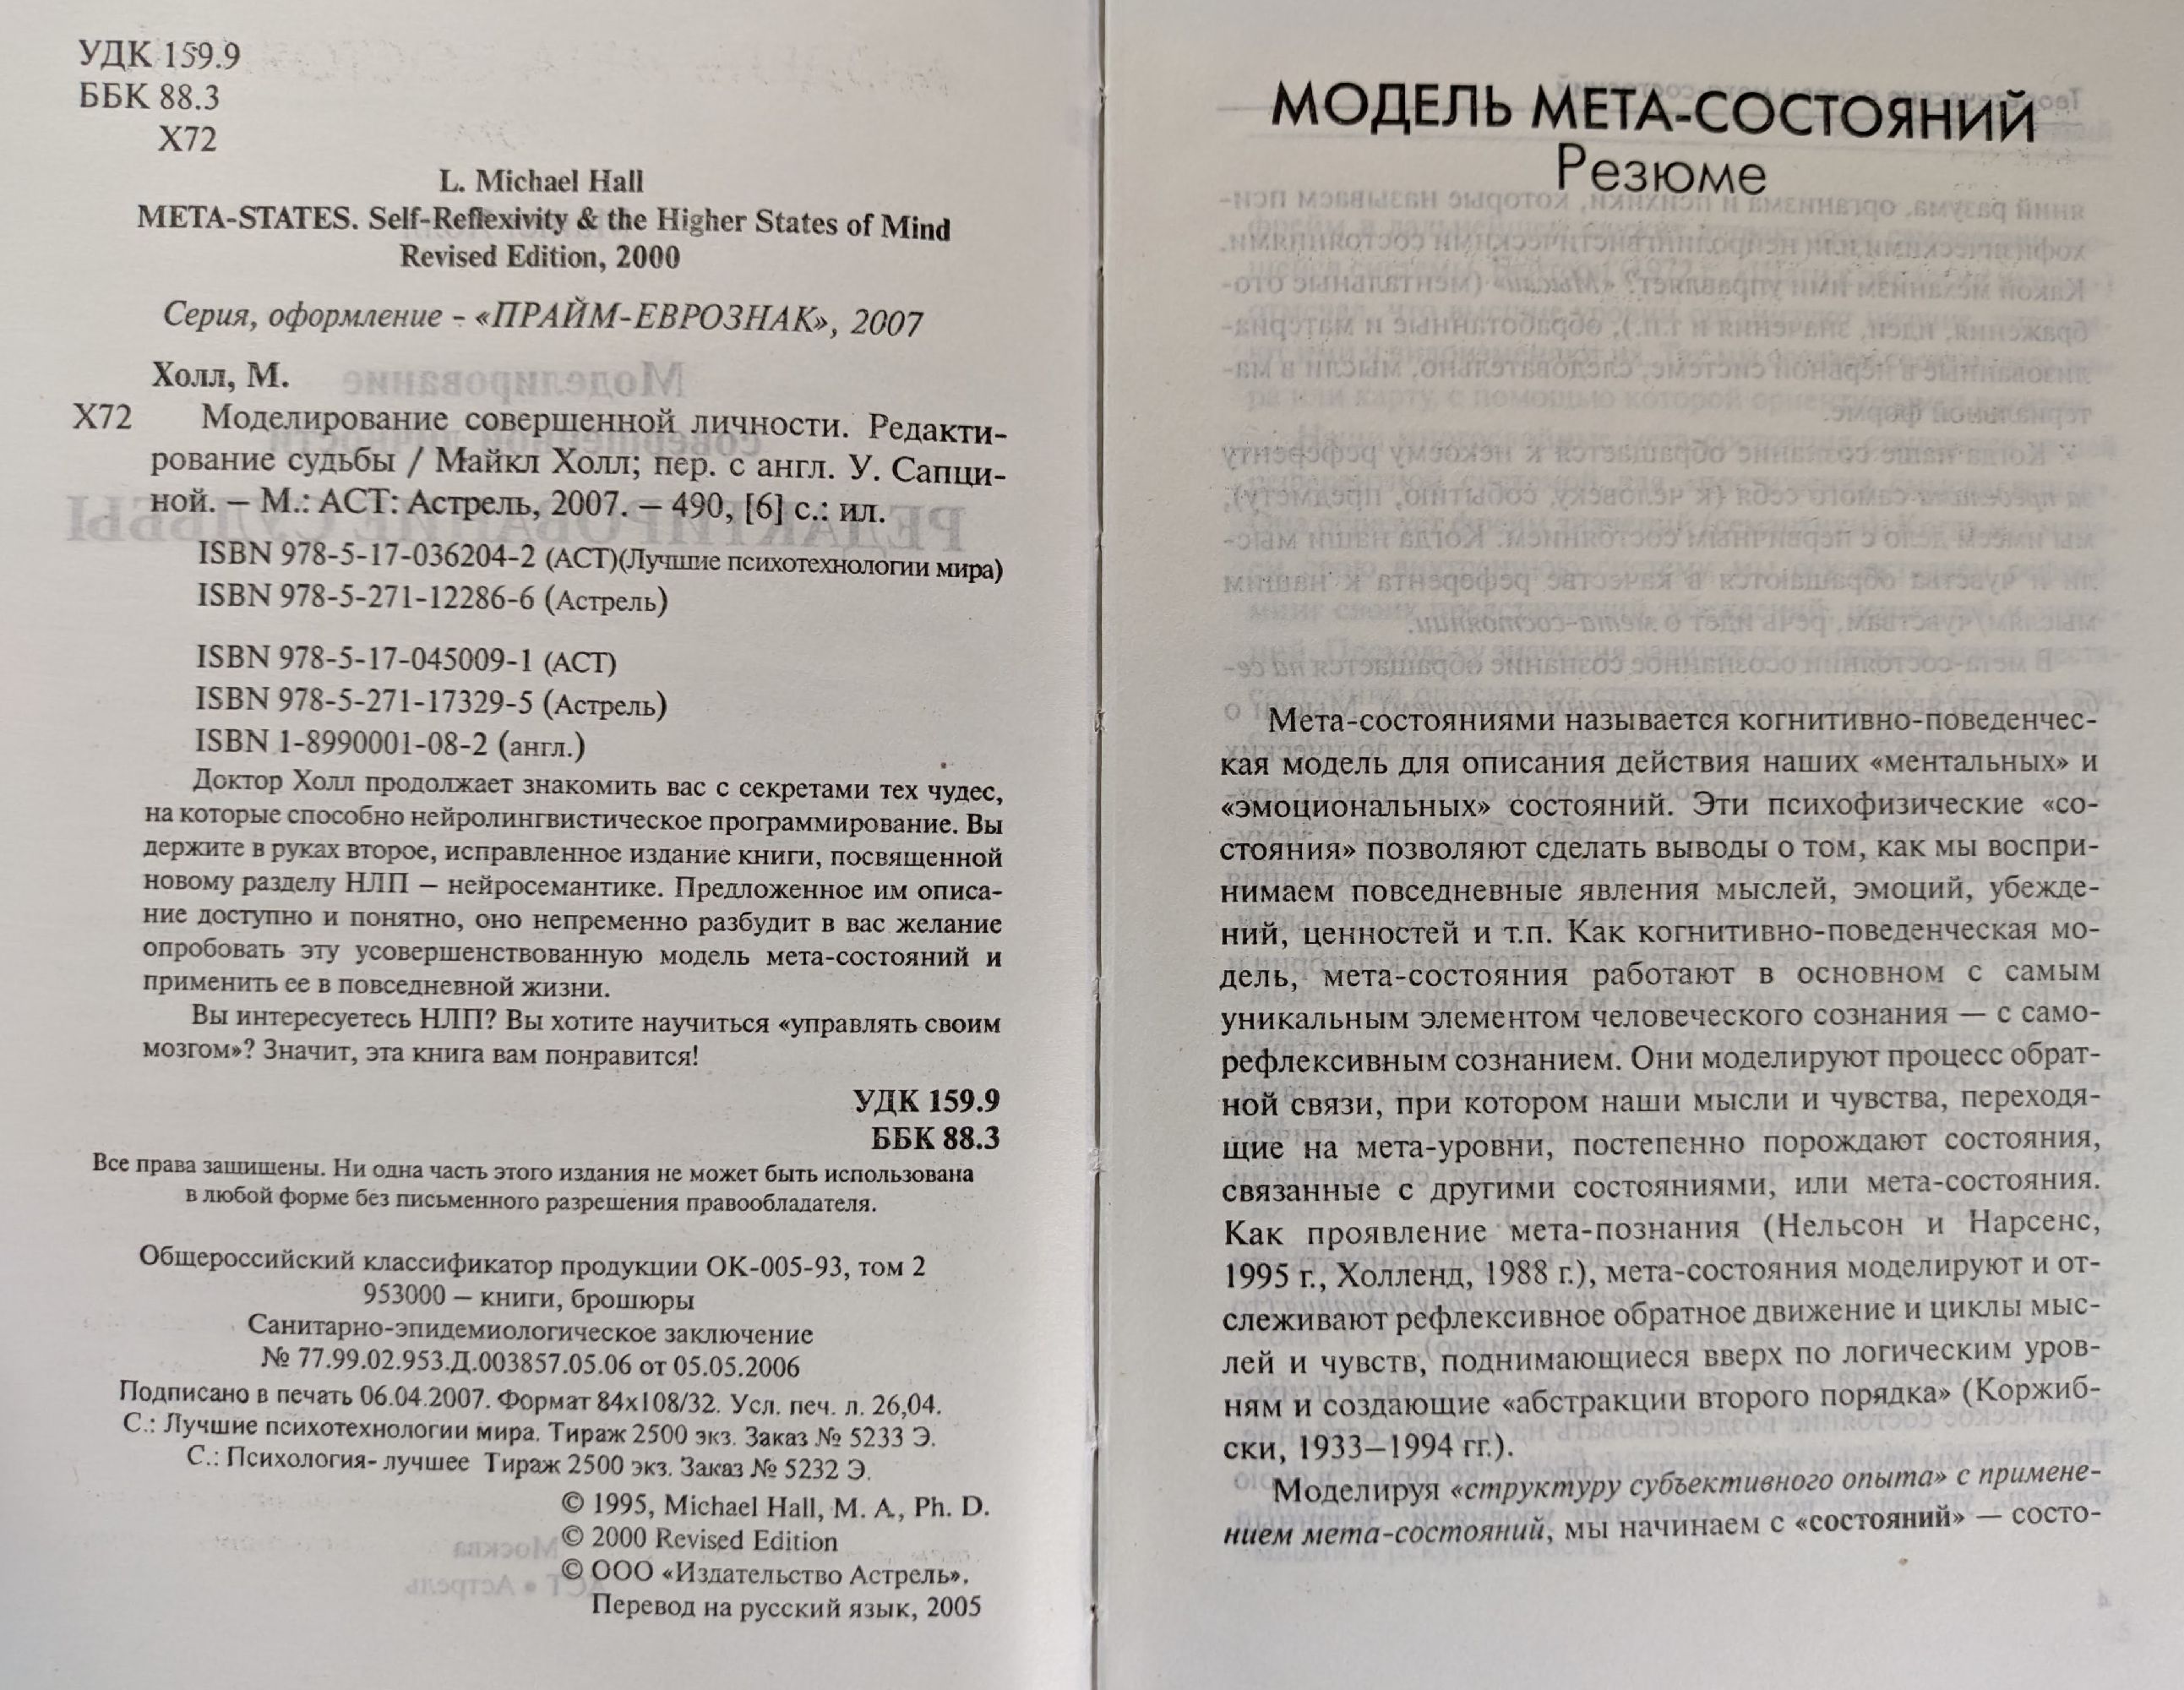 УДК 159.9
ББК 88.3
Х72
L. Michael Hall
META-STATES. Self-Reflexivity & the Higher States of Mind
Revised Edition, 2000
Серия, оформление - «ПРАЙМ-ЕВРОЗНАК», 2007
Холл, М.
Х72 Моделирование совершенной личности. Редакти-
рование судьбы / Майкл Холл; пер. с англ. У. Сапци-
ной. – М.: АСТ: Астрель, 2007. – 490, [6] с.: ил.
ISBN 978-5-17-036204-2 (АСТ)(Лучшие психотехнологии мира)
ISBN 978-5-271-12286-6 (Астрель)
ISBN 978-5-17-045009-1 (АСТ)
ISBN 978-5-271-17329-5 (Астрель)
ISBN 1-8990001-08-2 (англ.)
Доктор Холл продолжает знакомить вас с секретами тех чудес,
на которые способно нейролингвистическое программирование. Вы
держите в руках второе, исправленное издание книги, посвященной
новому разделу НЛП – нейросемантике. Предложенное им описа-
ние доступно и понятно, оно непременно разбудит в вас желание
опробовать эту усовершенствованную модель мета-состояний и
применить ее в повседневной жизни.
Вы интересуетесь НЛП? Вы хотите научиться «управлять своим
мозгом»? Значит, эта книга вам понравится!
УДК 159.9
ББК 88.3
Все права защищены. Ни одна часть этого издания не может быть использована
в любой форме без письменного разрешения правообладателя.
Общероссийский классификатор продукции ОК-005-93, том 2
953000 – книги, брошюры
Санитарно-эпидемиологическое заключение
№ 77.99.02.953.Д.003857.05.06 от 05.05.2006
Подписано в печать 06.04.2007. Формат 84х108/32. Усл. печ. л. 26,04.
С.: Лучшие психотехнологии мира. Тираж 2500 экз. Заказ № 5233 Э.
С.: Психология- лучшее Тираж 2500 экз. Заказ № 5232 Э.
© 1995, Michael Hall, M. A., Ph. D.
© 2000 Revised Edition
© ООО «Издательство Астрель».
Перевод на русский язык, 2005
МОДЕЛЬ МЕТА-СОСТОЯНИЙ
Резюме
Мета-состояниями называется когнитивно-поведенчес-
кая модель для описания действия наших «ментальных» и
«эмоциональных» состояний. Эти психофизические «со-
стояния» позволяют сделать выводы о том, как мы воспри-
нимаем повседневные явления мыслей, эмоций, убежде-
ний, ценностей и т.п. Как когнитивно-поведенческая мо-
дель, мета-состояния работают в основном с самым
уникальным элементом человеческого сознания — с само-
рефлексивным сознанием. Они моделируют процесс обрат-
ной связи, при котором наши мысли и чувства, переходя-
щие на мета-уровни, постепенно порождают состояния,
связанные с другими состояниями, или мета-состояния.
Как проявление мета-познания (Нельсон и Нарсенс,
1995 г., Холленд, 1988 г.), мета-состояния моделируют и от-
слеживают рефлексивное обратное движение и циклы мыс-
лей и чувств, поднимающиеся вверх по логическим уров-
ням и создающие «абстракции второго порядка» (Коржиб-
ски, 1933–1994 гг.).
Моделируя «структуру субъективного опыта» с примене-
нием мета-состояний, мы начинаем с «состояний» — состо-